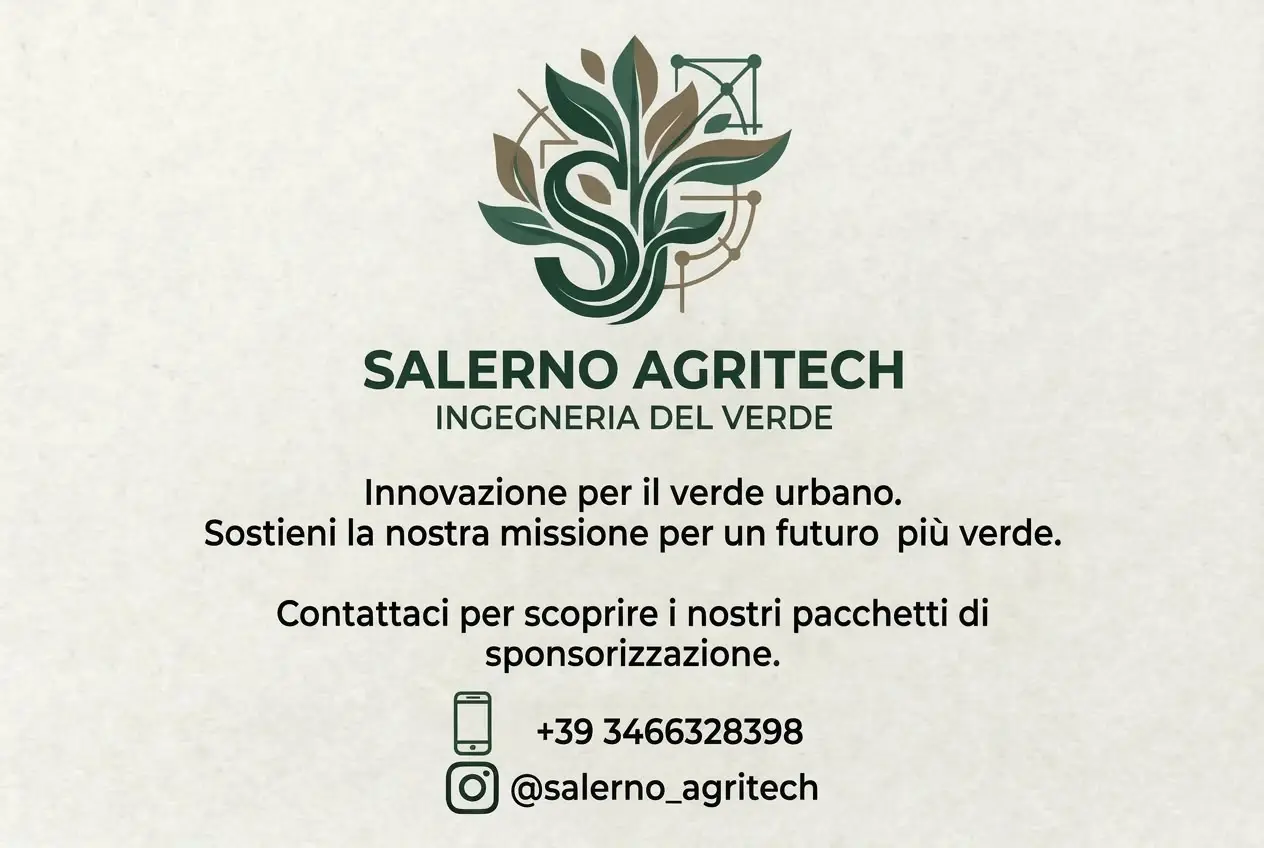 SALERNO AGRITECH
INGEGNERIA DEL VERDE
Innovazione per il verde urbano.
Sostieni la nostra missione per un futuro  più verde.
Contattaci per scoprire i nostri pacchetti di
sponsorizzazione.
+39 3466328398
@salerno_agritech